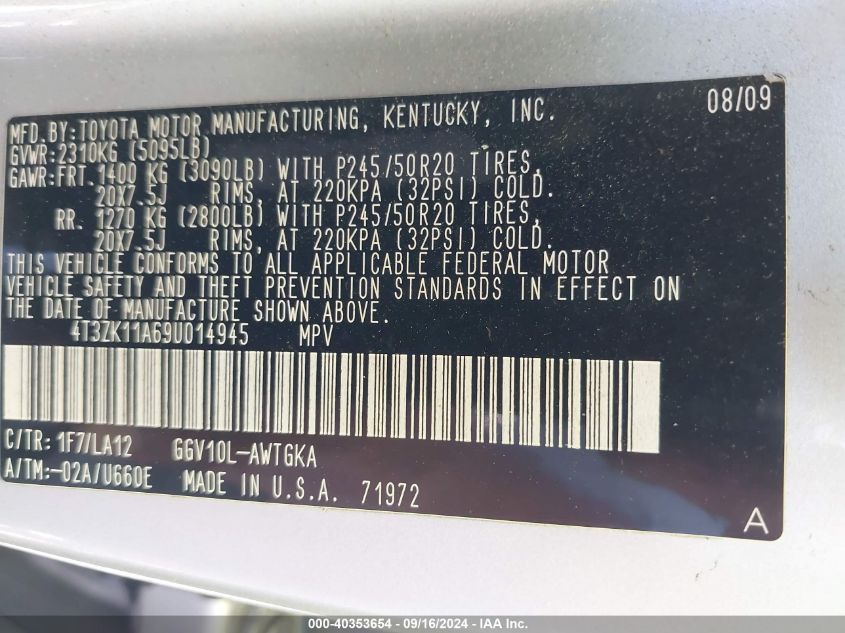 08/09
MFD. BY: TOYOTA MOTOR MANUFACTURING, KENTUCKY, INC.
GVWR: 2310KG (5095LB)
GAWR: FRT. 1400 KG (3090LB) WITH P245/50R20 TIRES,
20X7.5J RIMS, AT 220KPA (32PSI) COLD.
RR. 1270 KG (2800LB) WITH P245/50R20 TIRES,
20X7.5J RIMS, AT 220KPA (32PSI) COLD.
THIS VEHICLE CONFORMS TO ALL APPLICABLE FEDERAL MOTOR
VEHICLE SAFETY AND THEFT PREVENTION STANDARDS IN EFFECT ON
THE DATE OF MANUFACTURE SHOWN ABOVE.
4T3ZK11A69U014945 MPV
C/TR: 1F7/LA12 GGV10L-AWTGKA
A/TM:-02A/U660E MADE IN U.S.A. 71972
A
000-40353654 - 09/16/2024 - IAA Inc.